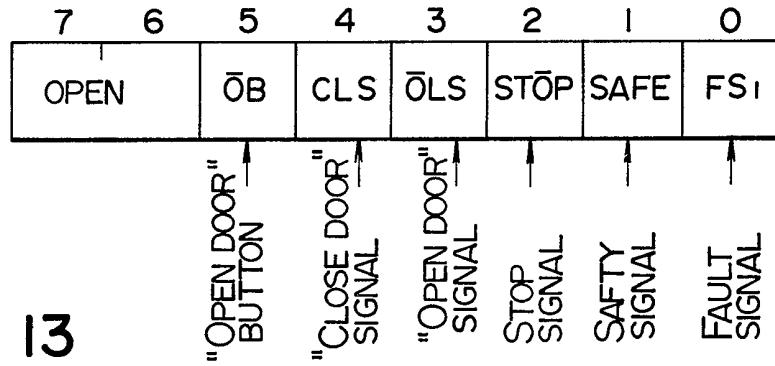 7 6 5 4 3 2 1 0
OPEN ŌB CLS ŌLS STŌP SAFE FS1
"OPEN DOOR"
BUTTON
"CLOSE DOOR"
SIGNAL
"OPEN DOOR"
SIGNAL
STOP
SIGNAL
SAFTY
SIGNAL
FAULT
SIGNAL
13